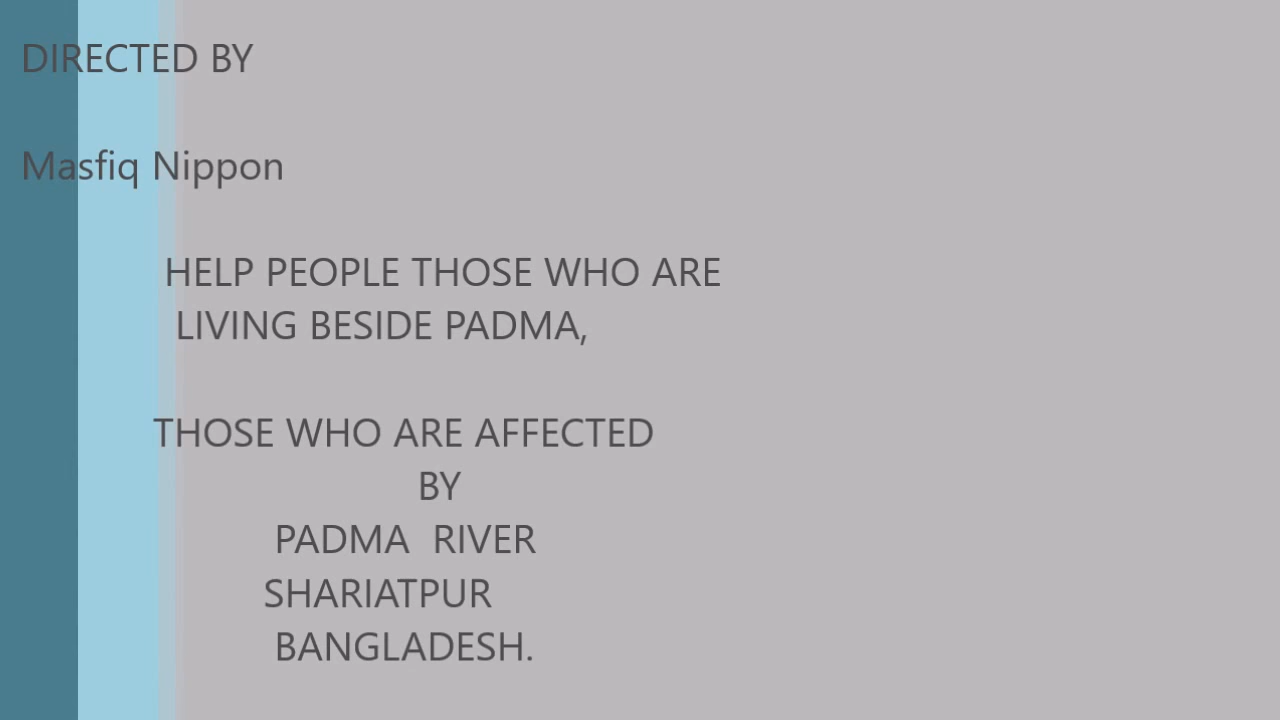 DIRECTED BY
Masfiq Nippon
HELP PEOPLE THOSE WHO ARE
LIVING BESIDE PADMA,
THOSE WHO ARE AFFECTED
BY
PADMA RIVER
SHARIATPUR
BANGLADESH.